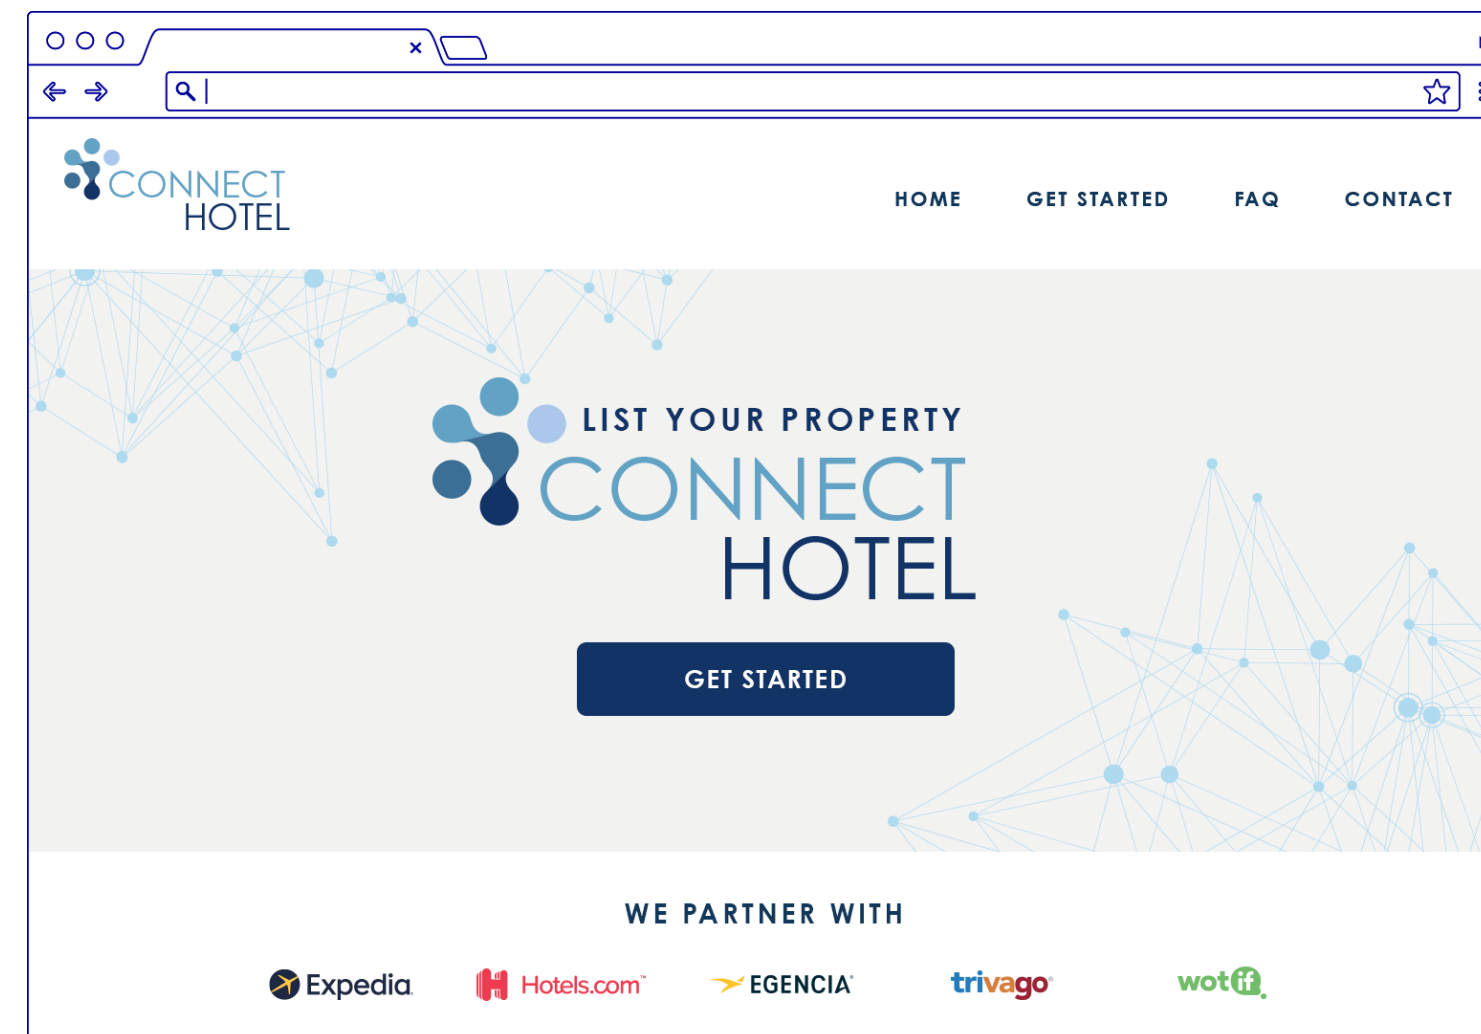 CONNECT
HOTEL
HOME GET STARTED FAQ CONTACT
LIST YOUR PROPERTY
CONNECT
HOTEL
GET STARTED
WE PARTNER WITH
Expedia Hotels.com™ EGENCIA trivago wotif.